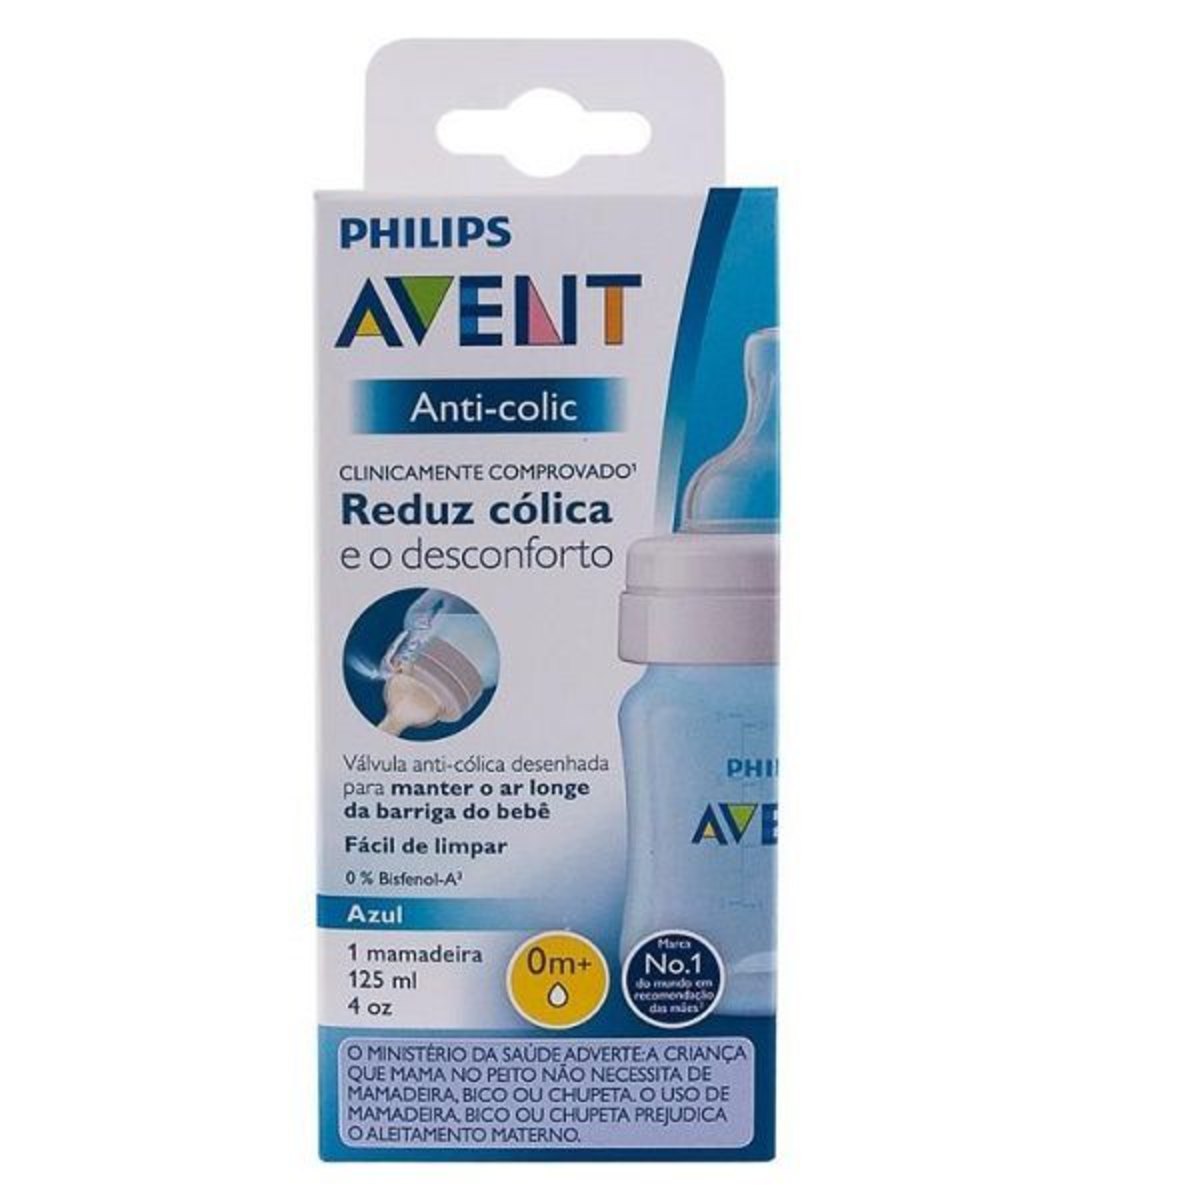 PHILIPS
AVENT
Anti-colic
CLINICAMENTE COMPROVADO¹
Reduz cólica
e o desconforto
Válvula anti-cólica desenhada
para manter o ar longe
da barriga do bebê
Fácil de limpar
0 % Bisfenol-A³
Azul
1 mamadeira
125 ml
4 oz
0m+
Marca
No.1
do mundo em
recomendação
das mães²
PHI
AVE
O MINISTÉRIO DA SAÚDE ADVERTE: A CRIANÇA
QUE MAMA NO PEITO NÃO NECESSITA DE
MAMADEIRA, BICO OU CHUPETA. O USO DE
MAMADEIRA, BICO OU CHUPETA PREJUDICA
O ALEITAMENTO MATERNO.